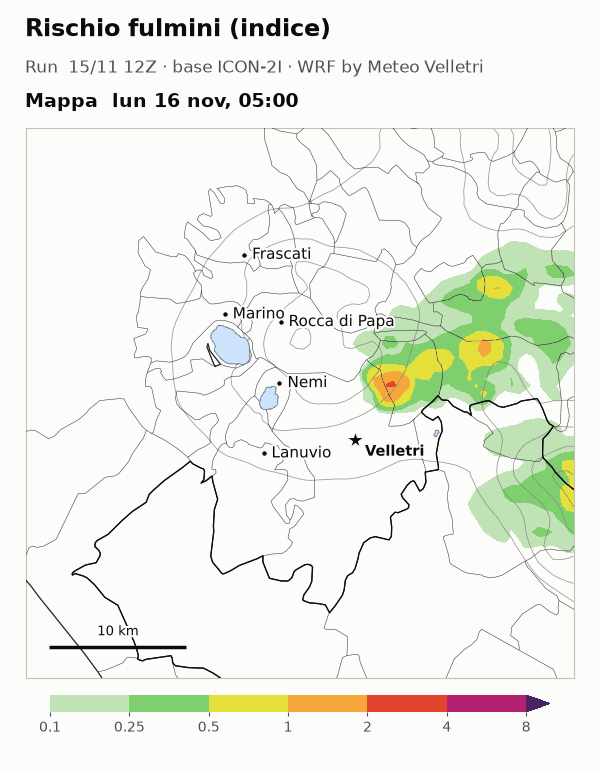 Rischio fulmini (indice)
Run  15/11 12Z · base ICON-2I · WRF by Meteo Velletri
Mappa  lun 16 nov, 05:00
Frascati
Marino
Rocca di Papa
Nemi
Velletri
Lanuvio
10 km
0.1 0.25 0.5 1 2 4 8